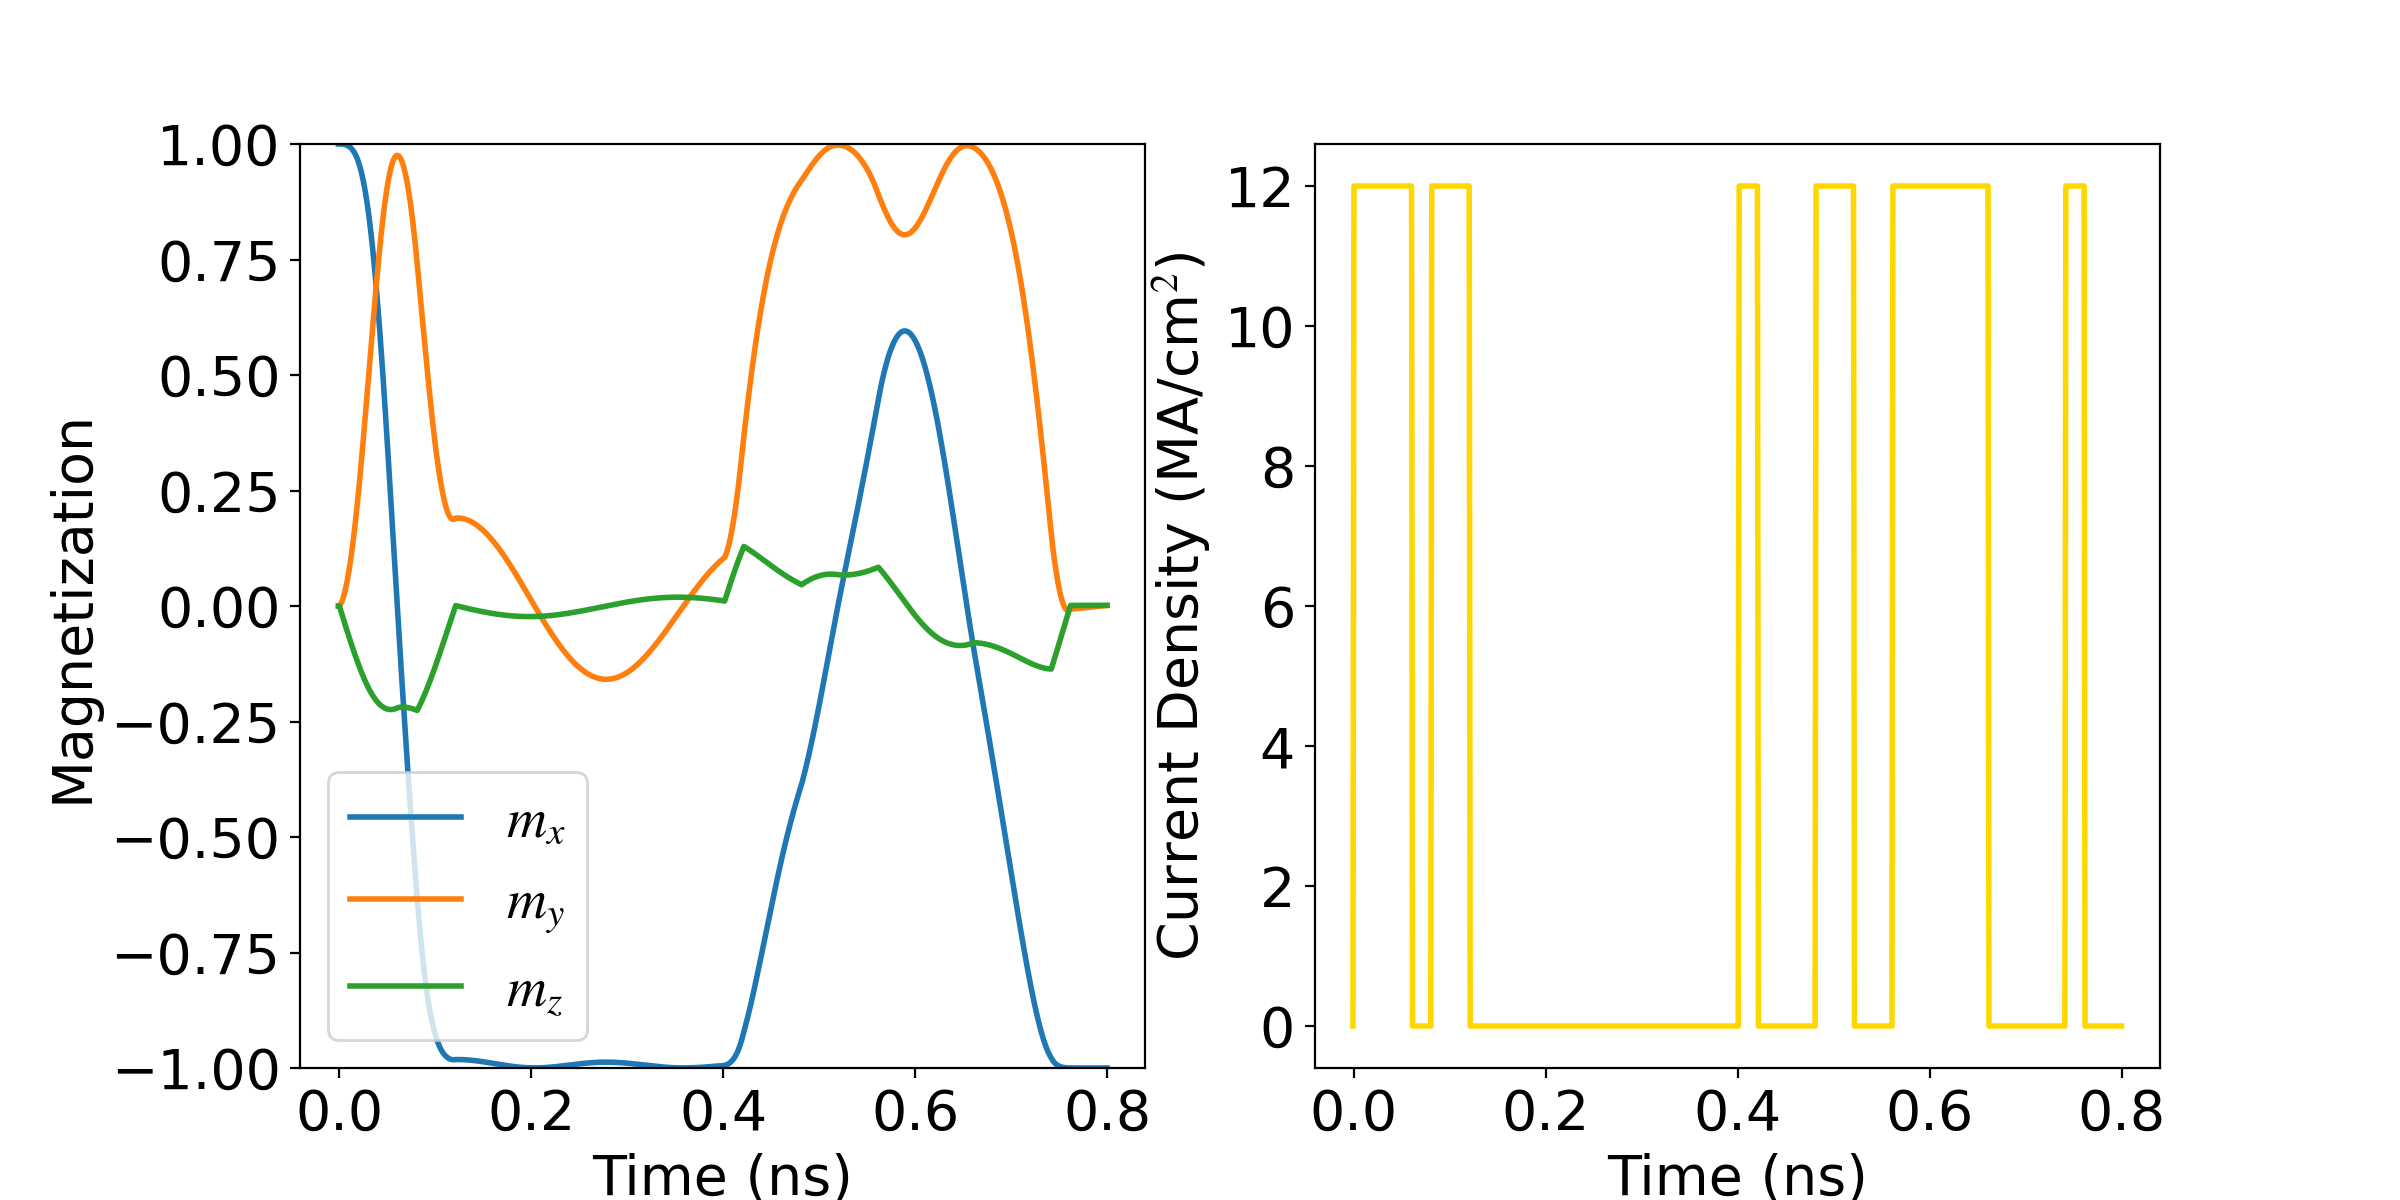 Magnetization
1.00
0.75
0.50
0.25
0.00
−0.25
−0.50
−0.75
−1.00
m_x
m_y
m_z
0.0 0.2 0.4 0.6 0.8
Time (ns)
Current Density (MA/cm²)
12
10
8
6
4
2
0
0.0 0.2 0.4 0.6 0.8
Time (ns)